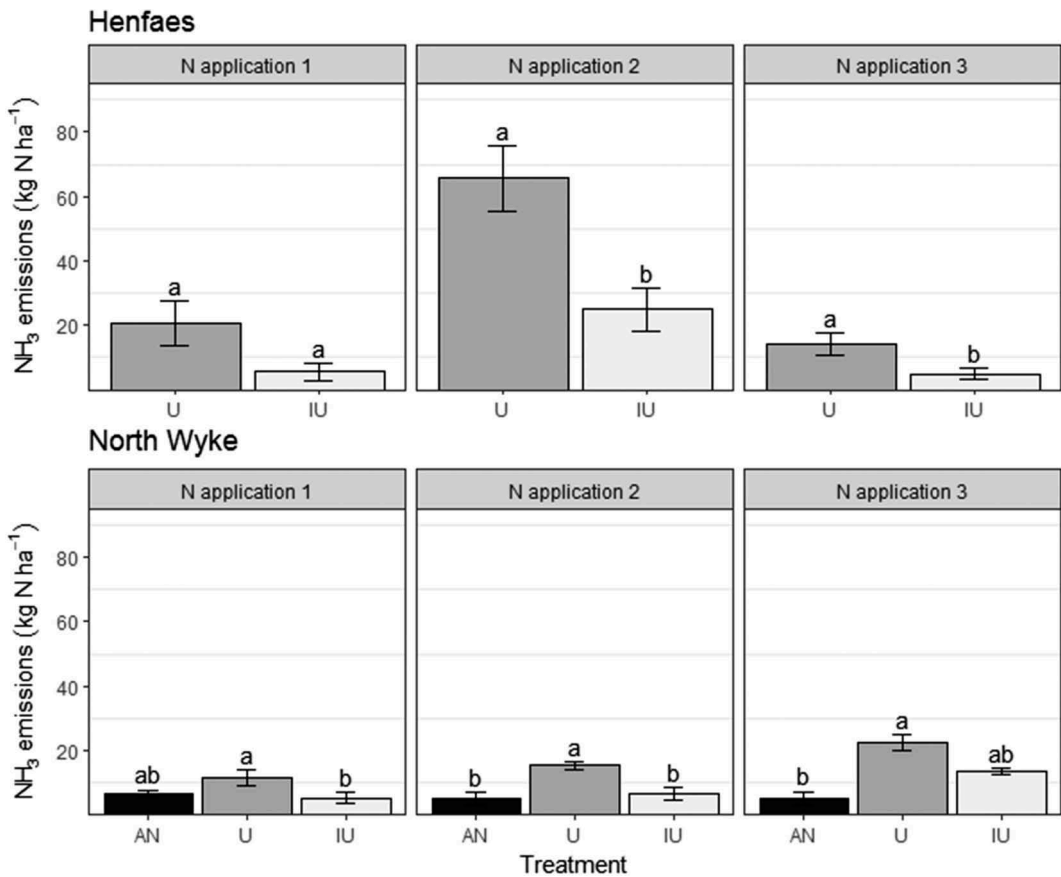 Henfaes
N application 1
N application 2
N application 3
NH₃ emissions (kg N ha⁻¹)
80
60
40
20
a
a
a
b
a
b
U
IU
U
IU
U
IU
North Wyke
N application 1
N application 2
N application 3
NH₃ emissions (kg N ha⁻¹)
80
60
40
20
ab
a
b
b
a
b
b
a
ab
AN
U
IU
AN
U
IU
AN
U
IU
Treatment